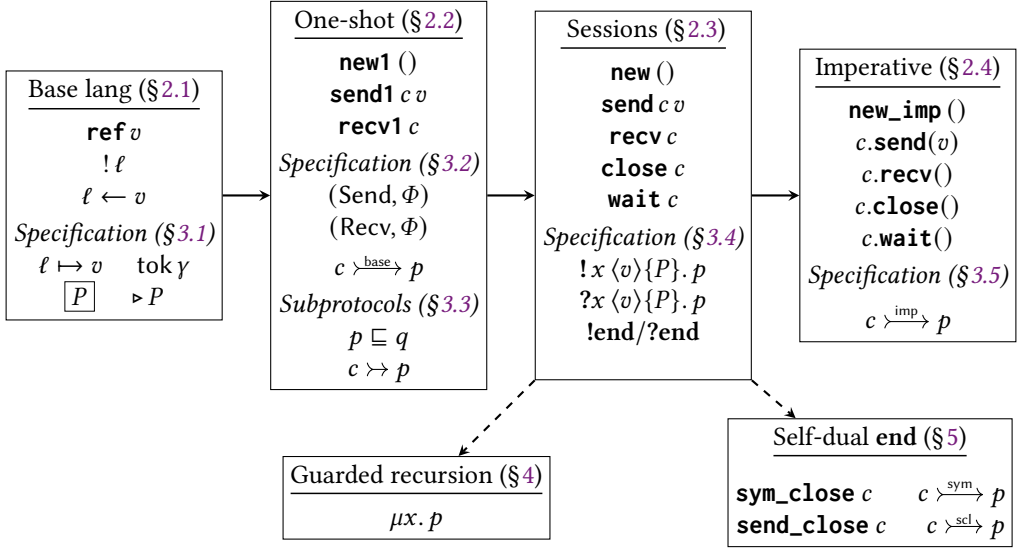 Base lang (§2.1)
ref v
! ℓ
ℓ ← v
Specification (§3.1)
ℓ ↦ v    tok γ
P    ▹ P
One-shot (§2.2)
new1 ()
send1 c v
recv1 c
Specification (§3.2)
(Send, Φ)
(Recv, Φ)
c ↣base p
Subprotocols (§3.3)
p ⊑ q
c ↣ p
Sessions (§2.3)
new ()
send c v
recv c
close c
wait c
Specification (§3.4)
! x ⟨v⟩{P}. p
?x ⟨v⟩{P}. p
!end/?end
Imperative (§2.4)
new_imp ()
c.send(v)
c.recv()
c.close()
c.wait()
Specification (§3.5)
c ↣imp p
Guarded recursion (§4)
μx. p
Self-dual end (§5)
sym_close c    c ↣sym p
send_close c    c ↣scl p